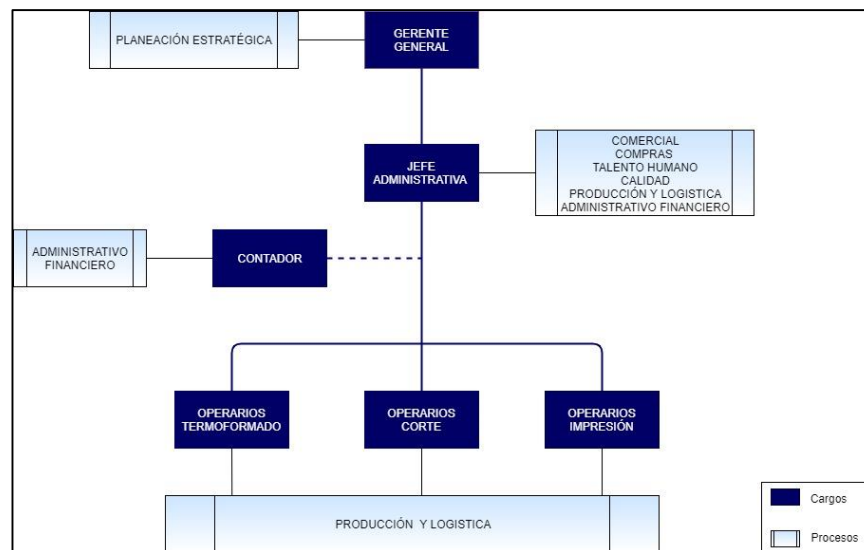 PLANEACIÓN ESTRATÉGICA
GERENTE
GENERAL
JEFE
ADMINISTRATIVA
COMERCIAL
COMPRAS
TALENTO HUMANO
CALIDAD
PRODUCCIÓN Y LOGISTICA
ADMINISTRATIVO FINANCIERO
ADMINISTRATIVO
FINANCIERO
CONTADOR
OPERARIOS
TERMOFORMADO
OPERARIOS
CORTE
OPERARIOS
IMPRESIÓN
PRODUCCIÓN Y LOGISTICA
Cargos
Procesos